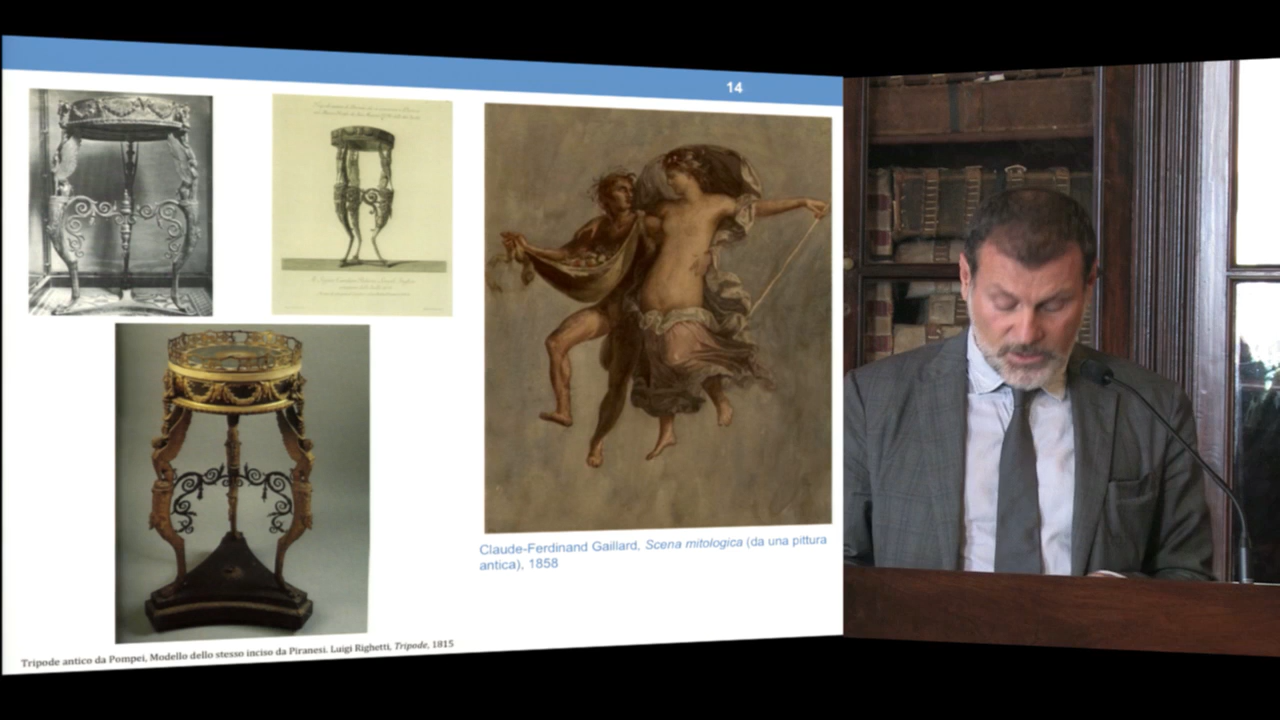 14
Claude-Ferdinand Gaillard, Scena mitologica (da una pittura
antica), 1858
Tripode antico da Pompei, Modello dello stesso inciso da Piranesi. Luigi Righetti, Tripode, 1815